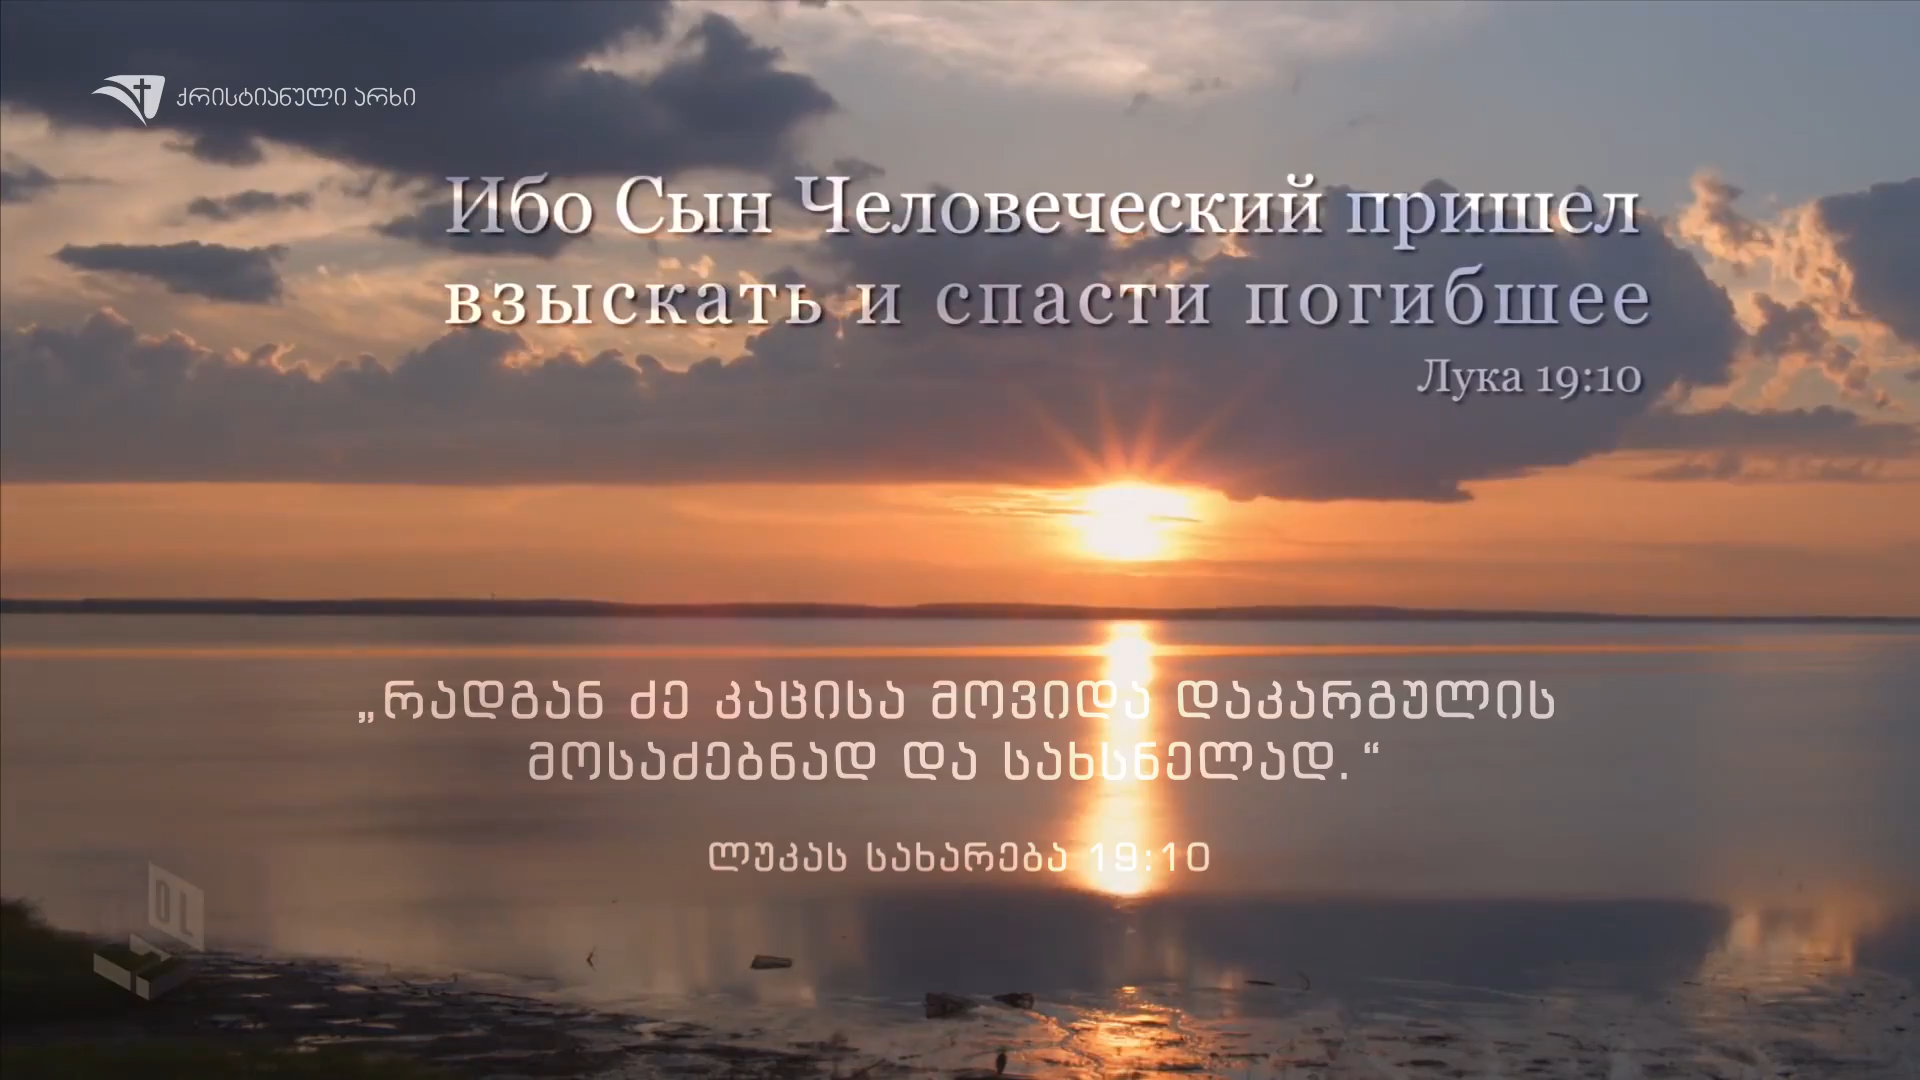 ქრისტიანული არხი
Ибо Сын Человеческий пришел
взыскать и спасти погибшее
Лука 19:10
„რადგან ძე კაცისა მოვიდა დაკარგულის
მოსაძებნად და სახსნელად.“
ლუკას სახარება 19:10